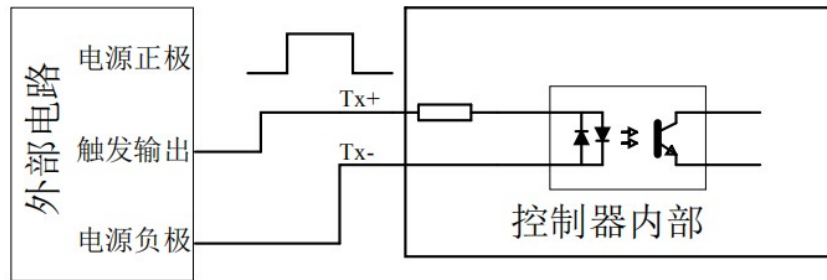 外部电路
电源正极
触发输出
电源负极
Tx+
Tx-
控制器内部